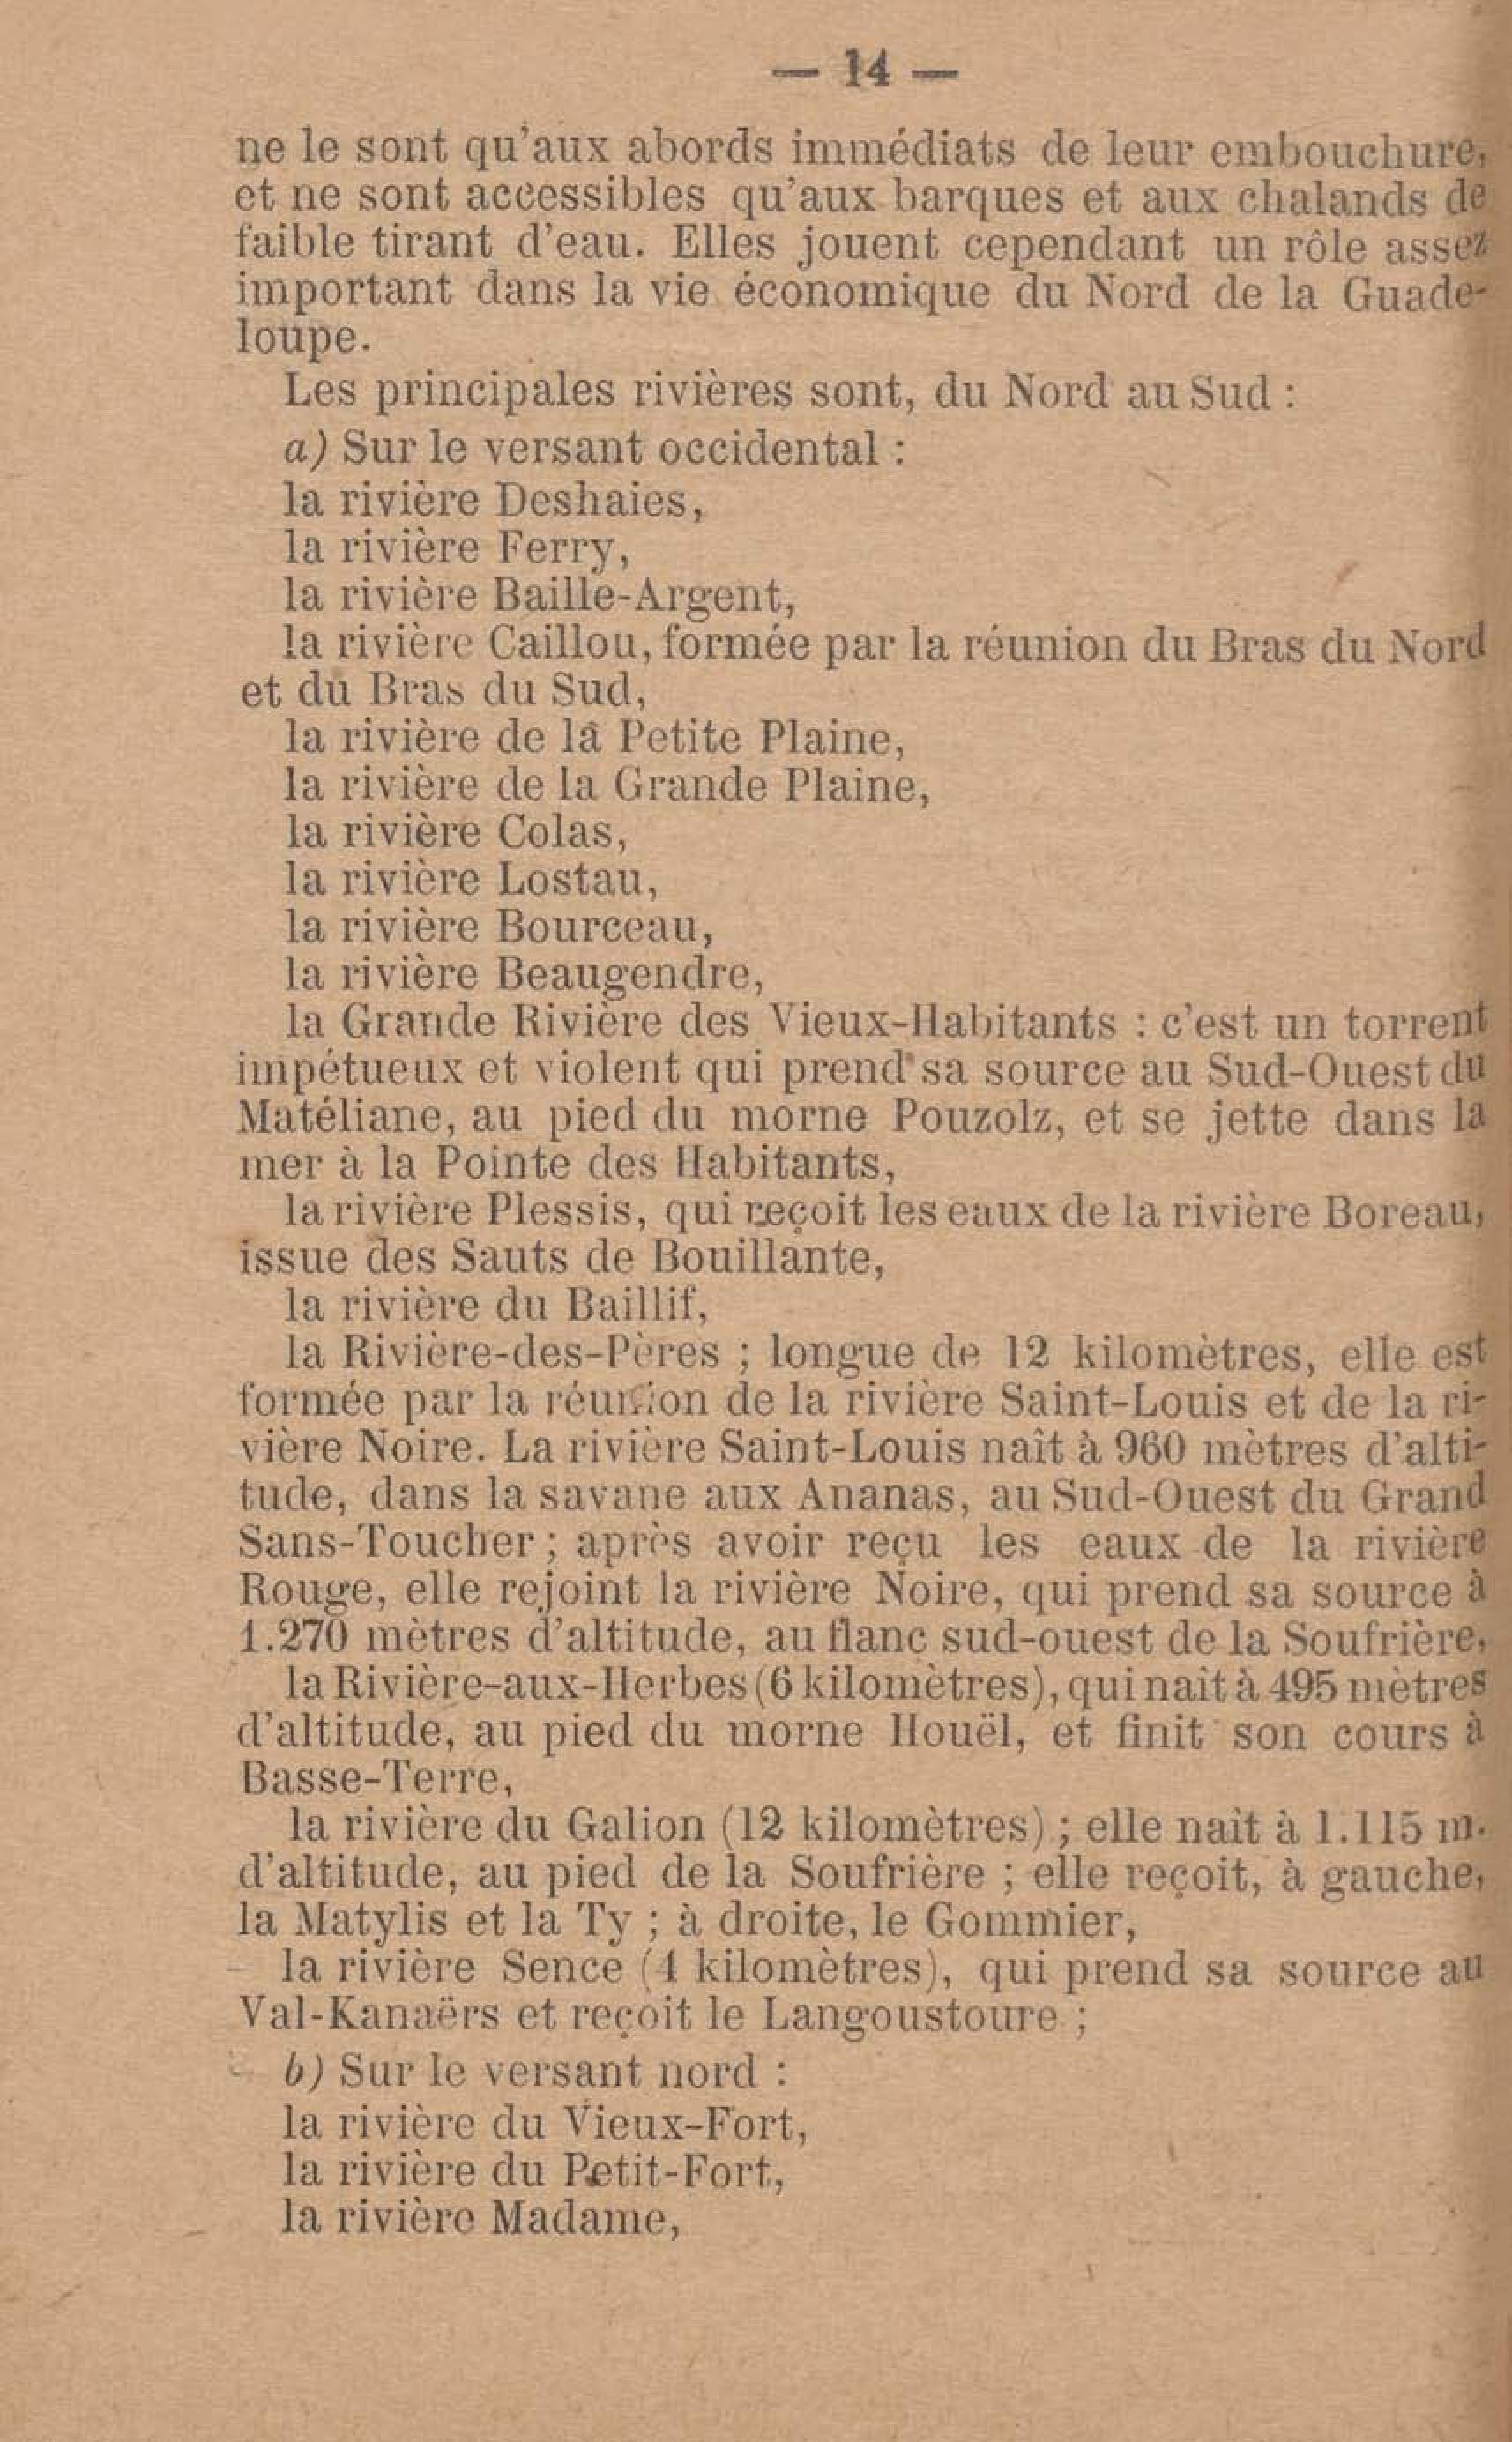 — 14 —
ne le sont qu'aux abords immédiats de leur embouchure,
et ne sont accessibles qu'aux barques et aux chalands de
faible tirant d'eau. Elles jouent cependant un rôle assez
important dans la vie économique du Nord de la Guade-
loupe.
Les principales rivières sont, du Nord au Sud :
a) Sur le versant occidental :
la rivière Deshaies,
la rivière Ferry,
la rivière Baille-Argent,
la rivière Caillou, formée par la réunion du Bras du Nord
et du Bras du Sud,
la rivière de la Petite Plaine,
la rivière de la Grande Plaine,
la rivière Colas,
la rivière Lostau,
la rivière Bourceau,
la rivière Beaugendre,
la Grande Rivière des Vieux-Habitants : c'est un torrent
impétueux et violent qui prend sa source au Sud-Ouest du
Matéliane, au pied du morne Pouzolz, et se jette dans la
mer à la Pointe des Habitants,
la rivière Plessis, qui reçoit les eaux de la rivière Boreau,
issue des Sauts de Bouillante,
la rivière du Baillif,
la Rivière-des-Pères ; longue de 12 kilomètres, elle est
formée par la réunion de la rivière Saint-Louis et de la ri-
vière Noire. La rivière Saint-Louis naît à 960 mètres d'alti-
tude, dans la savane aux Ananas, au Sud-Ouest du Grand
Sans-Toucher ; après avoir reçu les eaux de la rivière
Rouge, elle rejoint la rivière Noire, qui prend sa source à
1.270 mètres d'altitude, au flanc sud-ouest de la Soufrière,
la Rivière-aux-Herbes (6 kilomètres), qui naît à 495 mètres
d'altitude, au pied du morne Houël, et finit son cours à
Basse-Terre,
la rivière du Galion (12 kilomètres) ; elle naît à 1.115 m.
d'altitude, au pied de la Soufrière ; elle reçoit, à gauche,
la Matylis et la Ty ; à droite, le Gommier,
la rivière Sence (4 kilomètres), qui prend sa source au
Val-Kanaërs et reçoit le Langoustoure ;
b) Sur le versant nord :
la rivière du Vieux-Fort,
la rivière du Petit-Fort,
la rivière Madame,